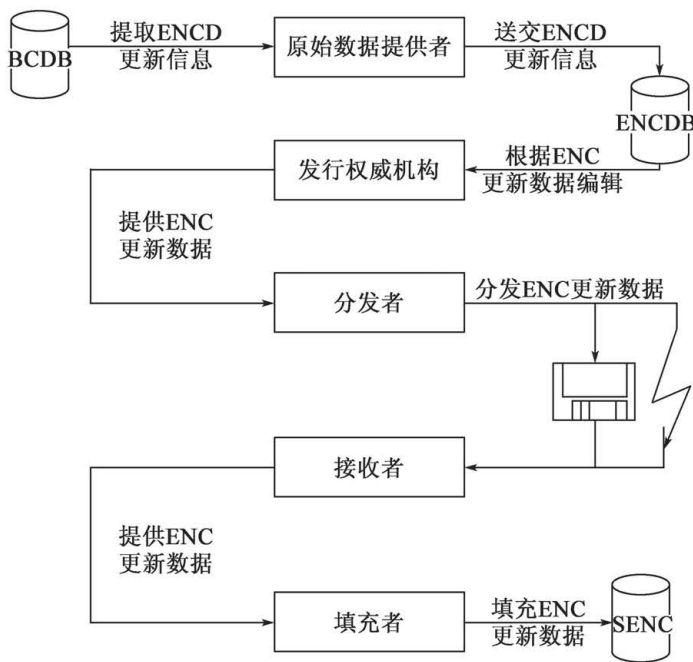 BCDB
提取ENCD
更新信息
原始数据提供者
送交ENCD
更新信息
ENCDB
发行权威机构
根据ENC
更新数据编辑
提供ENC
更新数据
分发者
分发ENC更新数据
接收者
提供ENC
更新数据
填充者
填充ENC
更新数据
SENC